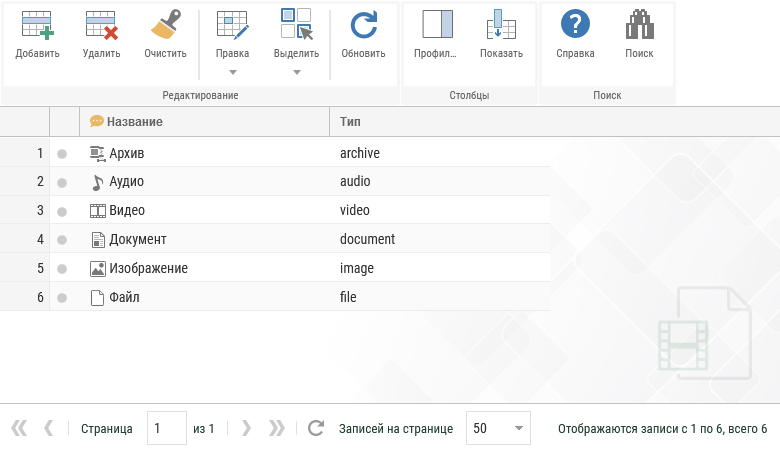 Добавить Удалить Очистить Правка Выделить Обновить Профил... Показать Справка Поиск
Редактирование Столбцы Поиск
Название Тип
1 Архив archive
2 Аудио audio
3 Видео video
4 Документ document
5 Изображение image
6 Файл file
Страница 1 из 1 Записей на странице 50 Отображаются записи с 1 по 6, всего 6